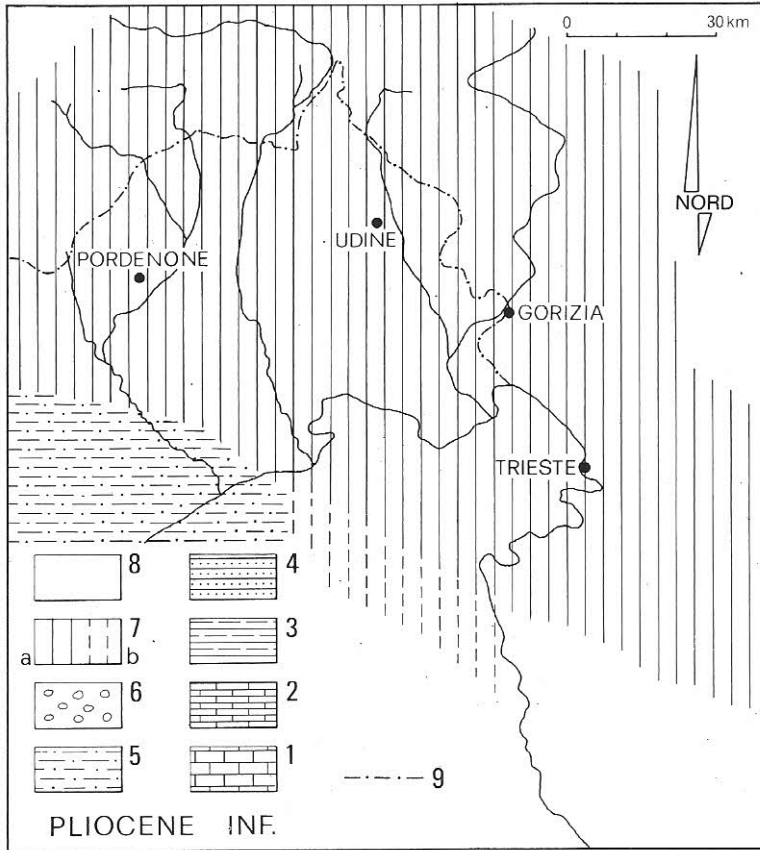 0 30 km
NORD
UDINE
PORDENONE
GORIZIA
TRIESTE
8 4
a 7 b 3
6 2
5 1
9
PLIOCENE INF.